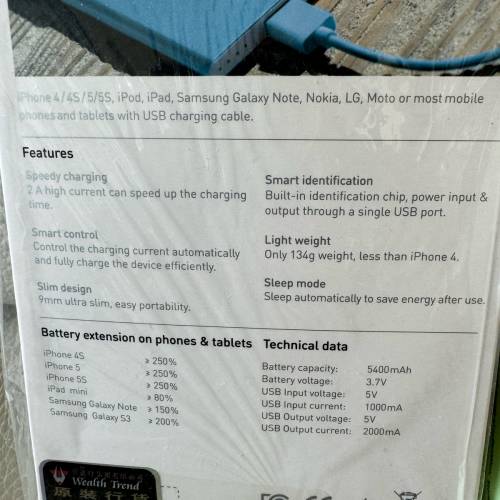 iPhone 4/4S/5/5S, iPod, iPad, Samsung Galaxy Note, Nokia, LG, Moto or most mobile
phones and tablets with USB charging cable.
Features
Speedy charging
2 A high current can speed up the charging
time.
Smart control
Control the charging current automatically
and fully charge the device efficiently.
Slim design
9mm ultra slim, easy portability.
Smart identification
Built-in identification chip, power input &
output through a single USB port.
Light weight
Only 134g weight, less than iPhone 4.
Sleep mode
Sleep automatically to save energy after use.
Battery extension on phones & tablets
iPhone 4S ≥ 250%
iPhone 5 ≥ 250%
iPhone 5S ≥ 250%
iPad mini ≥ 80%
Samsung Galaxy Note ≥ 150%
Samsung Galaxy S3 ≥ 200%
Technical data
Battery capacity: 5400mAh
Battery voltage: 3.7V
USB Input voltage: 5V
USB Input current: 1000mA
USB Output voltage: 5V
USB Output current: 2000mA
Wealth Trend
原裝行貨